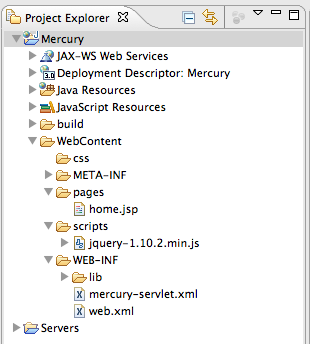 Project Explorer
Mercury
JAX-WS Web Services
3.0 Deployment Descriptor: Mercury
Java Resources
JavaScript Resources
build
WebContent
css
META-INF
pages
home.jsp
scripts
jquery-1.10.2.min.js
WEB-INF
lib
mercury-servlet.xml
web.xml
Servers